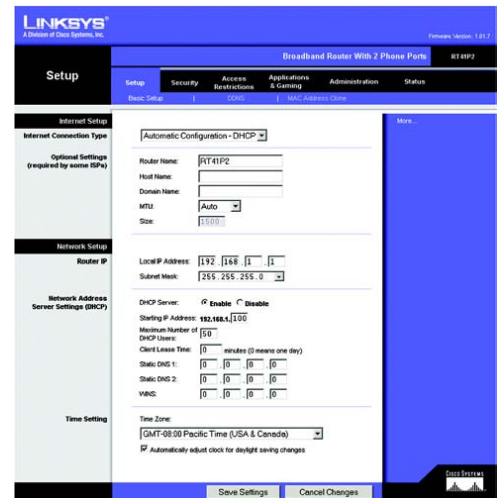 LINKSYS®
A Division of Cisco Systems, Inc.
Firmware Version: 1.01.7
Broadband Router With 2 Phone Ports RT41P2
Setup
Setup Security Access Restrictions Applications & Gaming Administration Status
Basic Setup | DDNS | MAC Address Clone
Internet Setup
More...
Internet Connection Type
Automatic Configuration - DHCP
Optional Settings
(required by some ISPs)
Router Name: RT41P2
Host Name:
Domain Name:
MTU: Auto
Size: 1500
Network Setup
Router IP
Local IP Address: 192 . 168 . 1 . 1
Subnet Mask: 255.255.255.0
Network Address
Server Settings (DHCP)
DHCP Server: Enable Disable
Starting IP Address: 192.168.1. 100
Maximum Number of
DHCP Users: 50
Client Lease Time: 0 minutes (0 means one day)
Static DNS 1: 0 . 0 . 0 . 0
Static DNS 2: 0 . 0 . 0 . 0
WINS: 0 . 0 . 0 . 0
Time Setting
Time Zone:
GMT-08:00 Pacific Time (USA & Canada)
Automatically adjust clock for daylight saving changes
Save Settings Cancel Changes
CISCO SYSTEMS